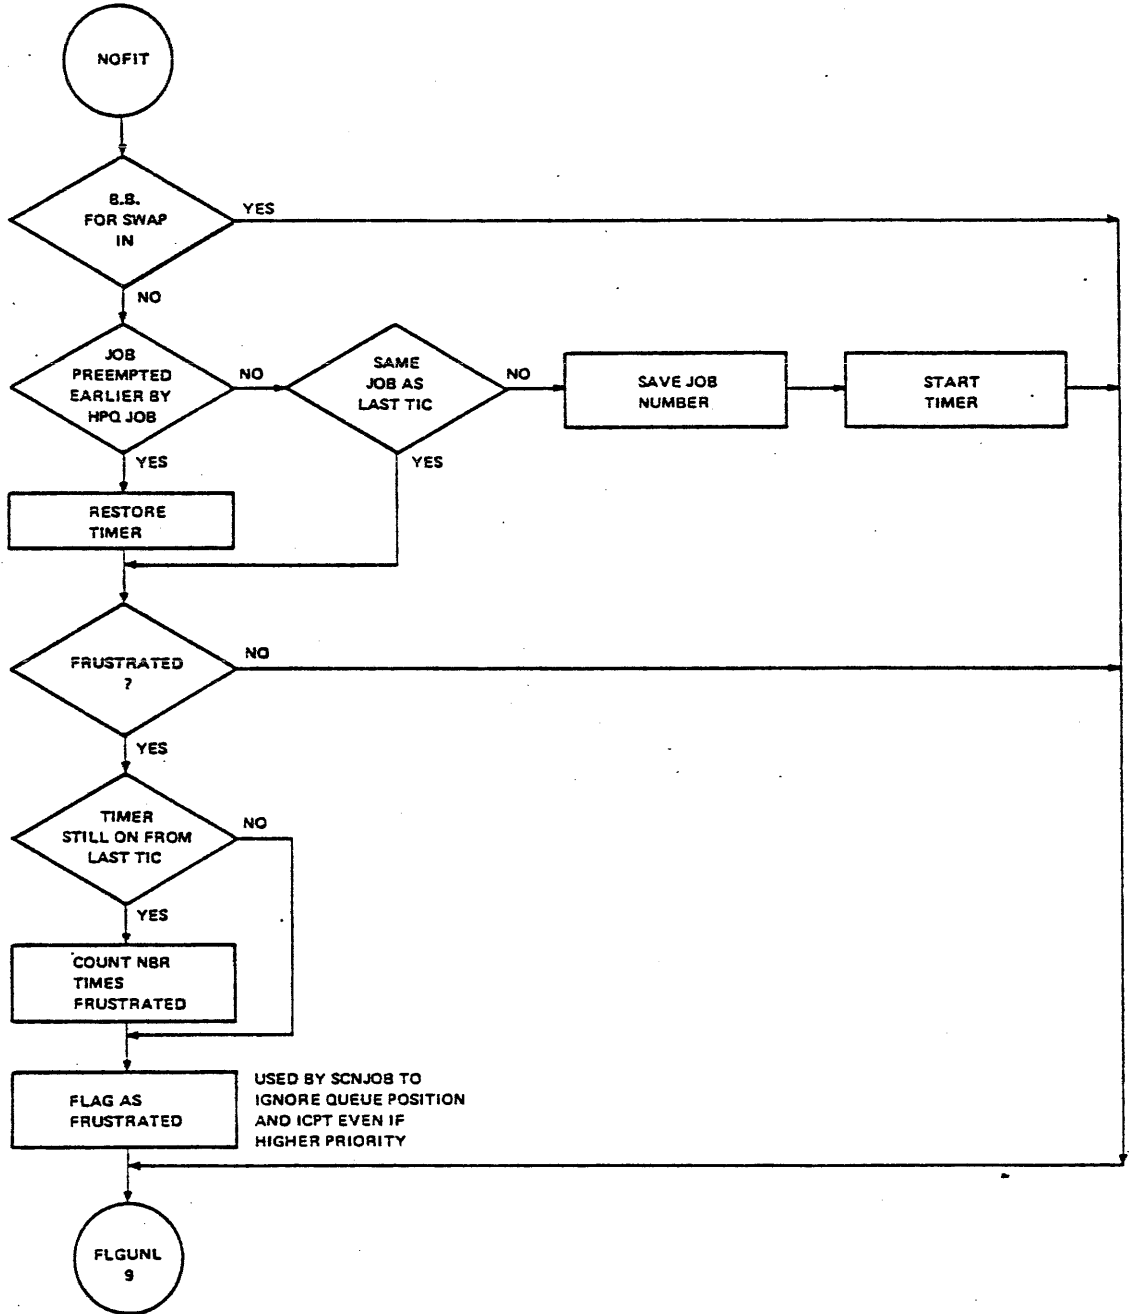 NOFIT
B.B.
FOR SWAP
IN
YES
NO
JOB
PREEMPTED
EARLIER BY
HPQ JOB
NO
SAME
JOB AS
LAST TIC
NO
SAVE JOB
NUMBER
START
TIMER
YES
YES
RESTORE
TIMER
FRUSTRATED
?
NO
YES
TIMER
STILL ON FROM
LAST TIC
NO
YES
COUNT NBR
TIMES
FRUSTRATED
FLAG AS
FRUSTRATED
USED BY SCNJOB TO
IGNORE QUEUE POSITION
AND ICPT EVEN IF
HIGHER PRIORITY
FLGUNL
9